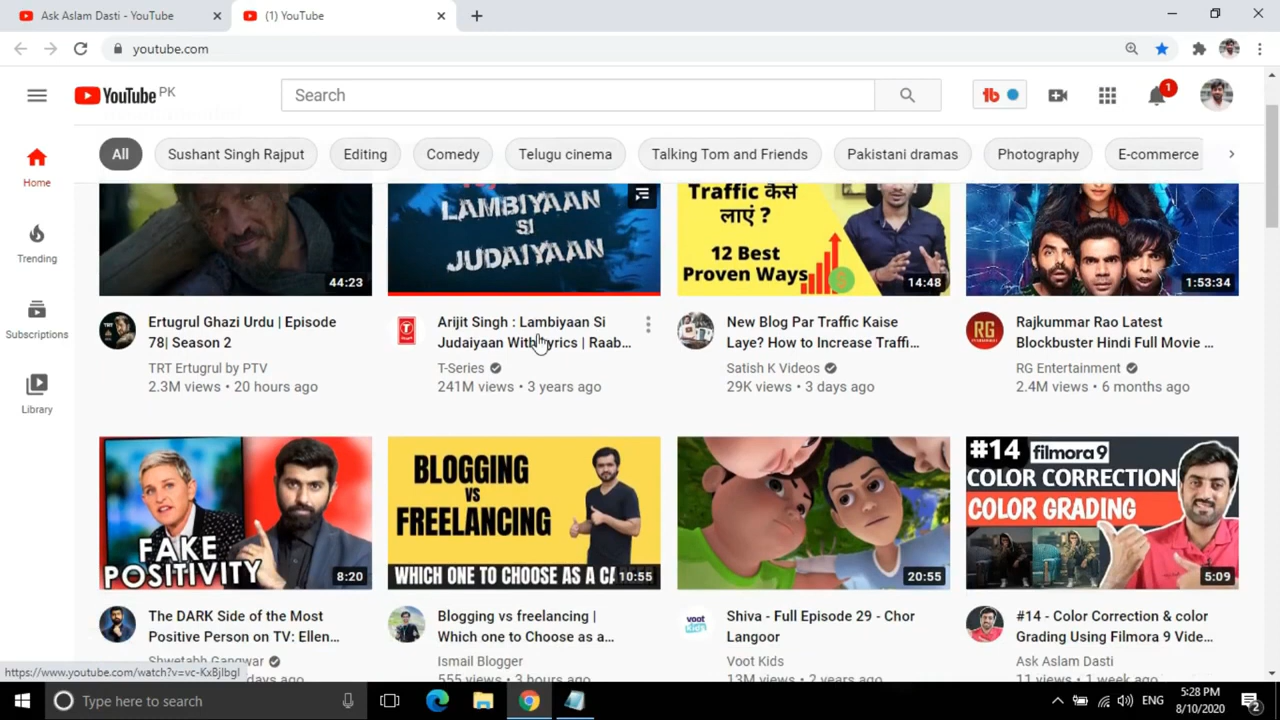 Ask Aslam Dasti - YouTube
(1) YouTube
youtube.com
YouTube PK
Search
1
All
Sushant Singh Rajput
Editing
Comedy
Telugu cinema
Talking Tom and Friends
Pakistani dramas
Photography
E-commerce
44:23
LAMBIYAAN
SI
JUDAIYAAN
Traffic कैसे
लाएं ?
12 Best
Proven Ways
14:48
1:53:34
Ertugrul Ghazi Urdu | Episode
78| Season 2
TRT Ertugrul by PTV
2.3M views • 20 hours ago
Arijit Singh : Lambiyaan Si
Judaiyaan With Lyrics | Raab...
T-Series
241M views • 3 years ago
New Blog Par Traffic Kaise
Laye? How to Increase Traffi...
Satish K Videos
29K views • 3 days ago
RG
Rajkummar Rao Latest
Blockbuster Hindi Full Movie ...
RG Entertainment
2.4M views • 6 months ago
FAKE
POSITIVITY
8:20
BLOGGING
VS
FREELANCING
WHICH ONE TO CHOOSE AS A
10:55
20:55
#14 filmora9
COLOR CORRECTION
COLOR GRADING
5:09
The DARK Side of the Most
Positive Person on TV: Ellen...
Shwetabh Gangwar
days ago
Blogging vs freelancing |
Which one to Choose as a...
Ismail Blogger
555 views • 3 hours ago
voot
kids
Shiva - Full Episode 29 - Chor
Langoor
Voot Kids
13M views • 2 years ago
#14 - Color Correction & color
Grading Using Filmora 9 Vide...
Ask Aslam Dasti
11 views • 1 week ago
Home
Trending
Subscriptions
Library
https://www.youtube.com/watch?v=vc-KxBjlbgI
Type here to search
ENG
5:28 PM
8/10/2020
2